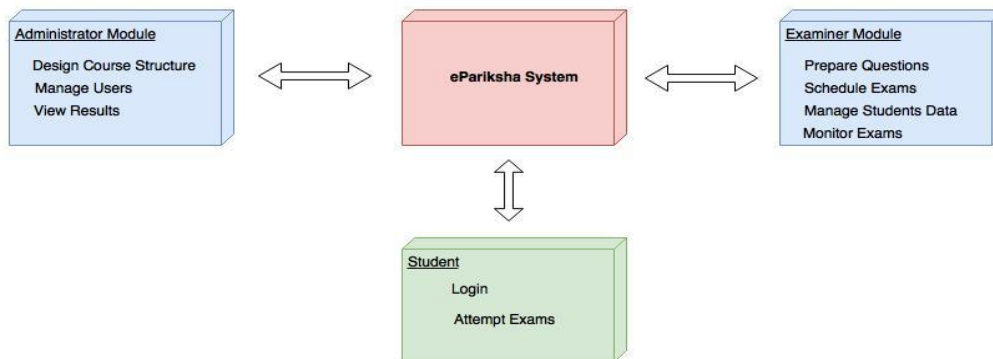 Administrator Module
Design Course Structure
Manage Users
View Results
ePariksha System
Examiner Module
Prepare Questions
Schedule Exams
Manage Students Data
Monitor Exams
Student
Login
Attempt Exams